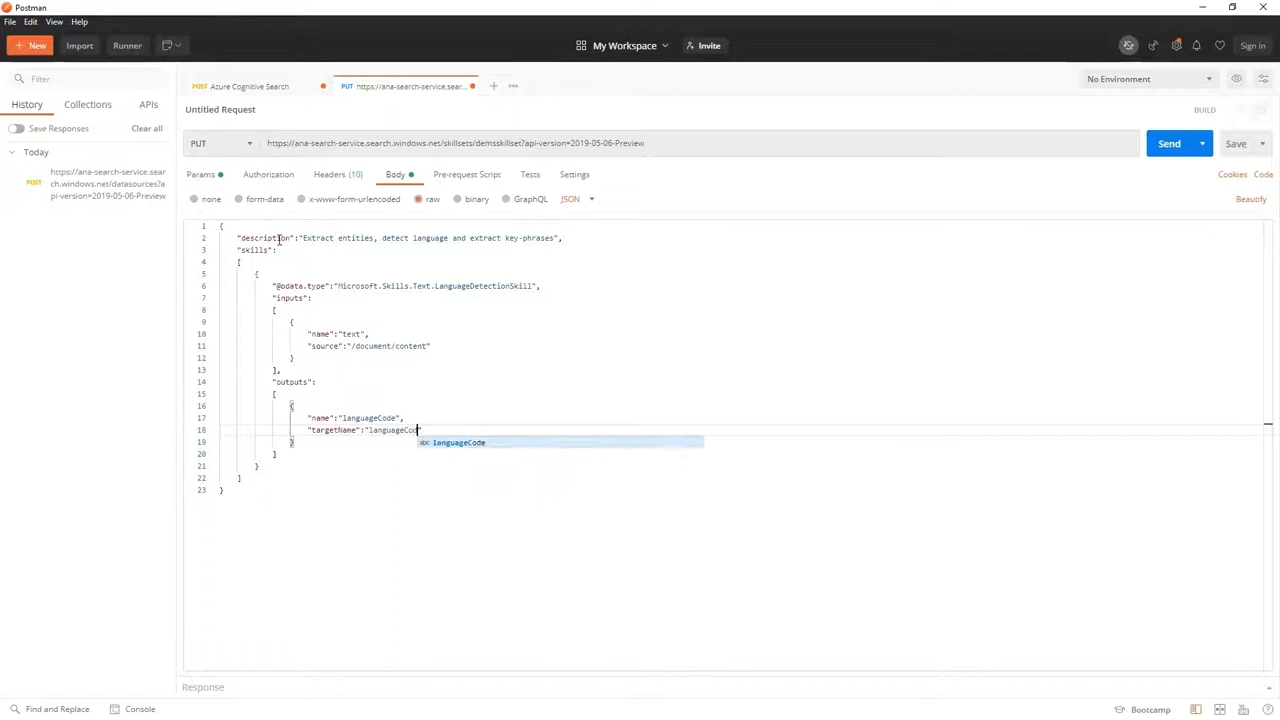 Postman
File Edit View Help
New Import Runner My Workspace Invite Sign In
Filter
POST Azure Cognitive Search PUT https://ana-search-service.sear... No Environment
History Collections APIs
Untitled Request BUILD
Save Responses Clear all
PUT https://ana-search-service.search.windows.net/skillsets/demsskillset?api-version=2019-05-06-Preview Send Save
Today
POST https://ana-search-service.sear
ch.windows.net/datasources?a
pi-version=2019-05-06-Preview
Params Authorization Headers (10) Body Pre-request Script Tests Settings Cookies Code
none form-data x-www-form-urlencoded raw binary GraphQL JSON Beautify
1 {
2 "description":"Extract entities, detect language and extract key-phrases",
3 "skills":
4 [
5 {
6 "@odata.type":"Microsoft.Skills.Text.LanguageDetectionSkill",
7 "inputs":
8 [
9 {
10 "name":"text",
11 "source":"/document/content"
12 }
13 ],
14 "outputs":
15 [
16 {
17 "name":"languageCode",
18 "targetName":"languageCod"
abc languageCode
19 }
20 ]
21 }
22 ]
23 }
Response
Find and Replace Console Bootcamp